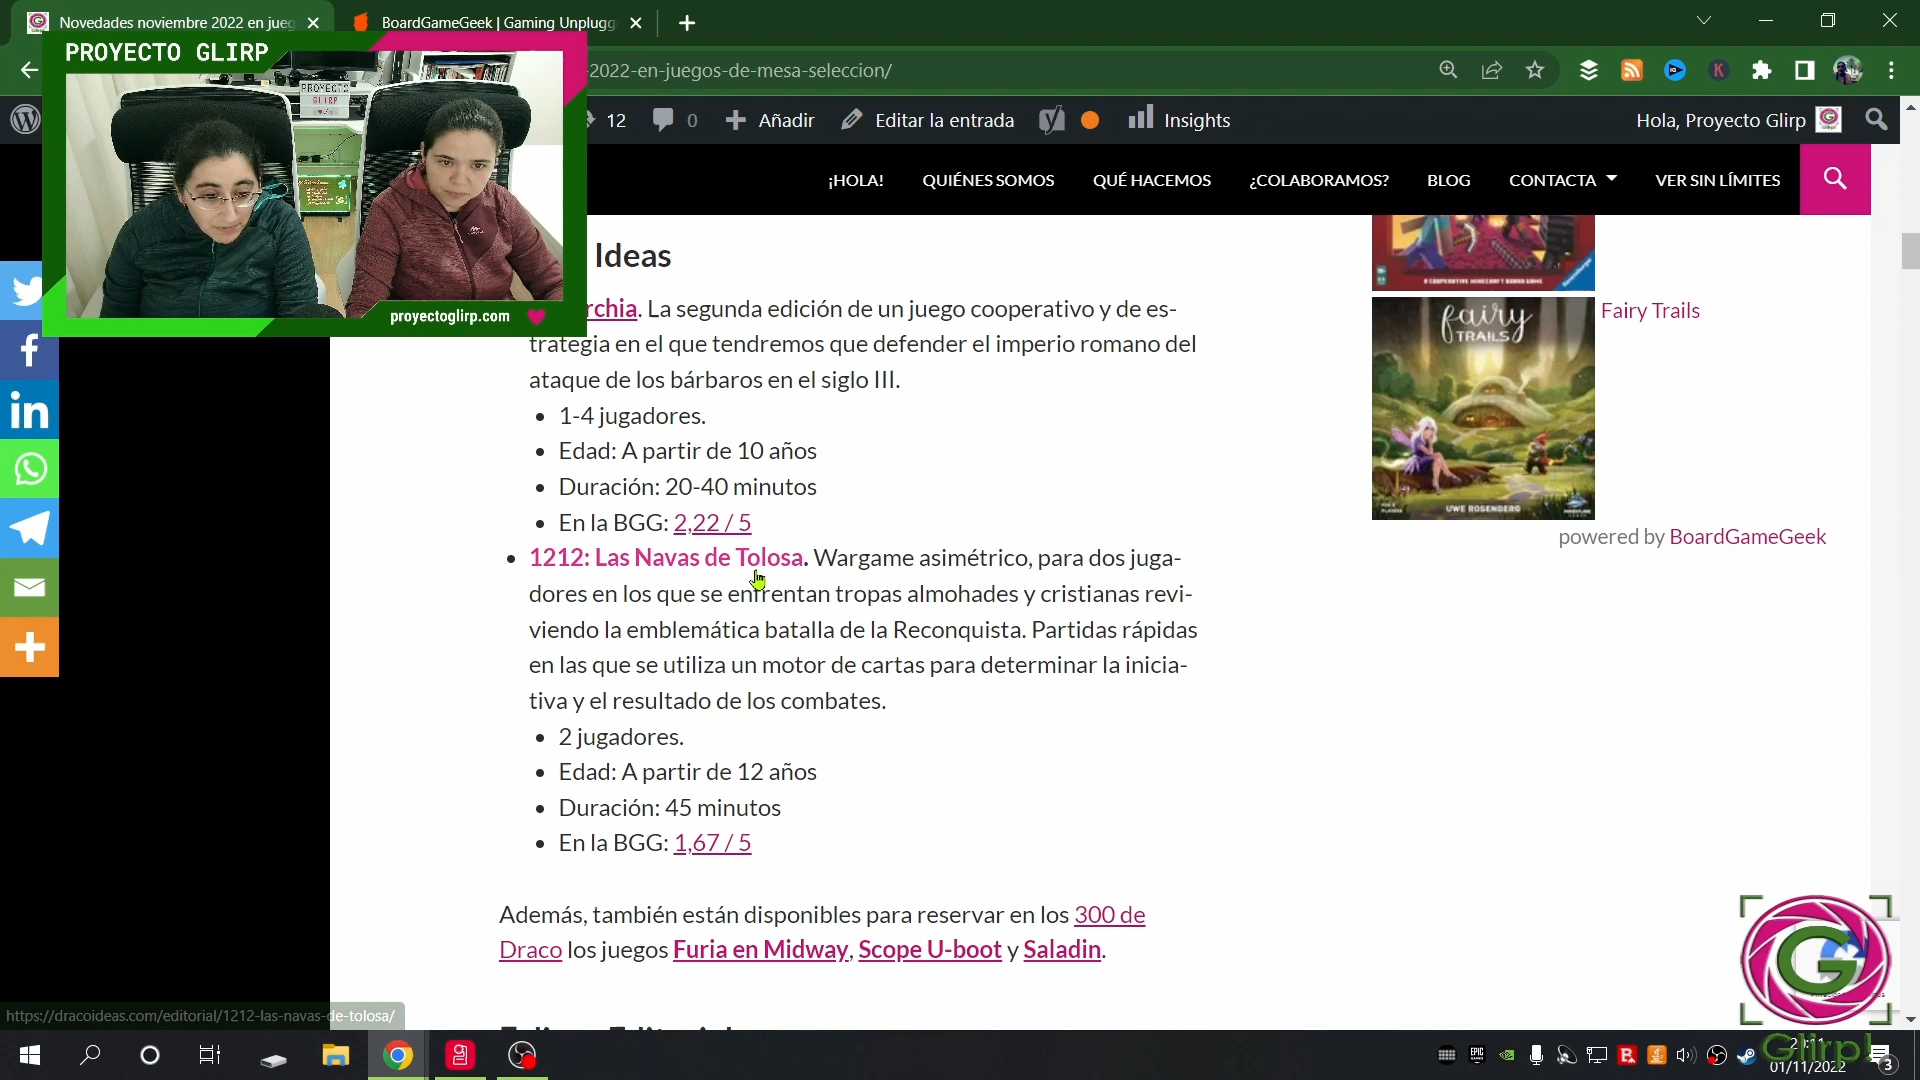 Novedades noviembre 2022 en jueg
BoardGameGeek | Gaming Unplugg
PROYECTO GLIRP
-2022-en-juegos-de-mesa-seleccion/
PROYECTO
GLIRP
proyectoglirp.com
12
0
Añadir
Editar la entrada
Insights
Hola, Proyecto Glirp
¡HOLA!
QUIÉNES SOMOS
QUÉ HACEMOS
¿COLABORAMOS?
BLOG
CONTACTA
VER SIN LÍMITES
Ideas
rchia. La segunda edición de un juego cooperativo y de es-
trategia en el que tendremos que defender el imperio romano del
ataque de los bárbaros en el siglo III.
• 1-4 jugadores.
• Edad: A partir de 10 años
• Duración: 20-40 minutos
• En la BGG: 2,22 / 5
• 1212: Las Navas de Tolosa. Wargame asimétrico, para dos juga-
dores en los que se enfrentan tropas almohades y cristianas revi-
viendo la emblemática batalla de la Reconquista. Partidas rápidas
en las que se utiliza un motor de cartas para determinar la inicia-
tiva y el resultado de los combates.
• 2 jugadores.
• Edad: A partir de 12 años
• Duración: 45 minutos
• En la BGG: 1,67 / 5
Además, también están disponibles para reservar en los 300 de
Draco los juegos Furia en Midway, Scope U-boot y Saladin.
A COOPERATIVE MINECRAFT BOARD GAME
Ravensburger
fairy
TRAILS
UWE ROSENBERG
Fairy Trails
powered by BoardGameGeek
https://dracoideas.com/editorial/1212-las-navas-de-tolosa/
G
Glirp!
01/11/2022
3